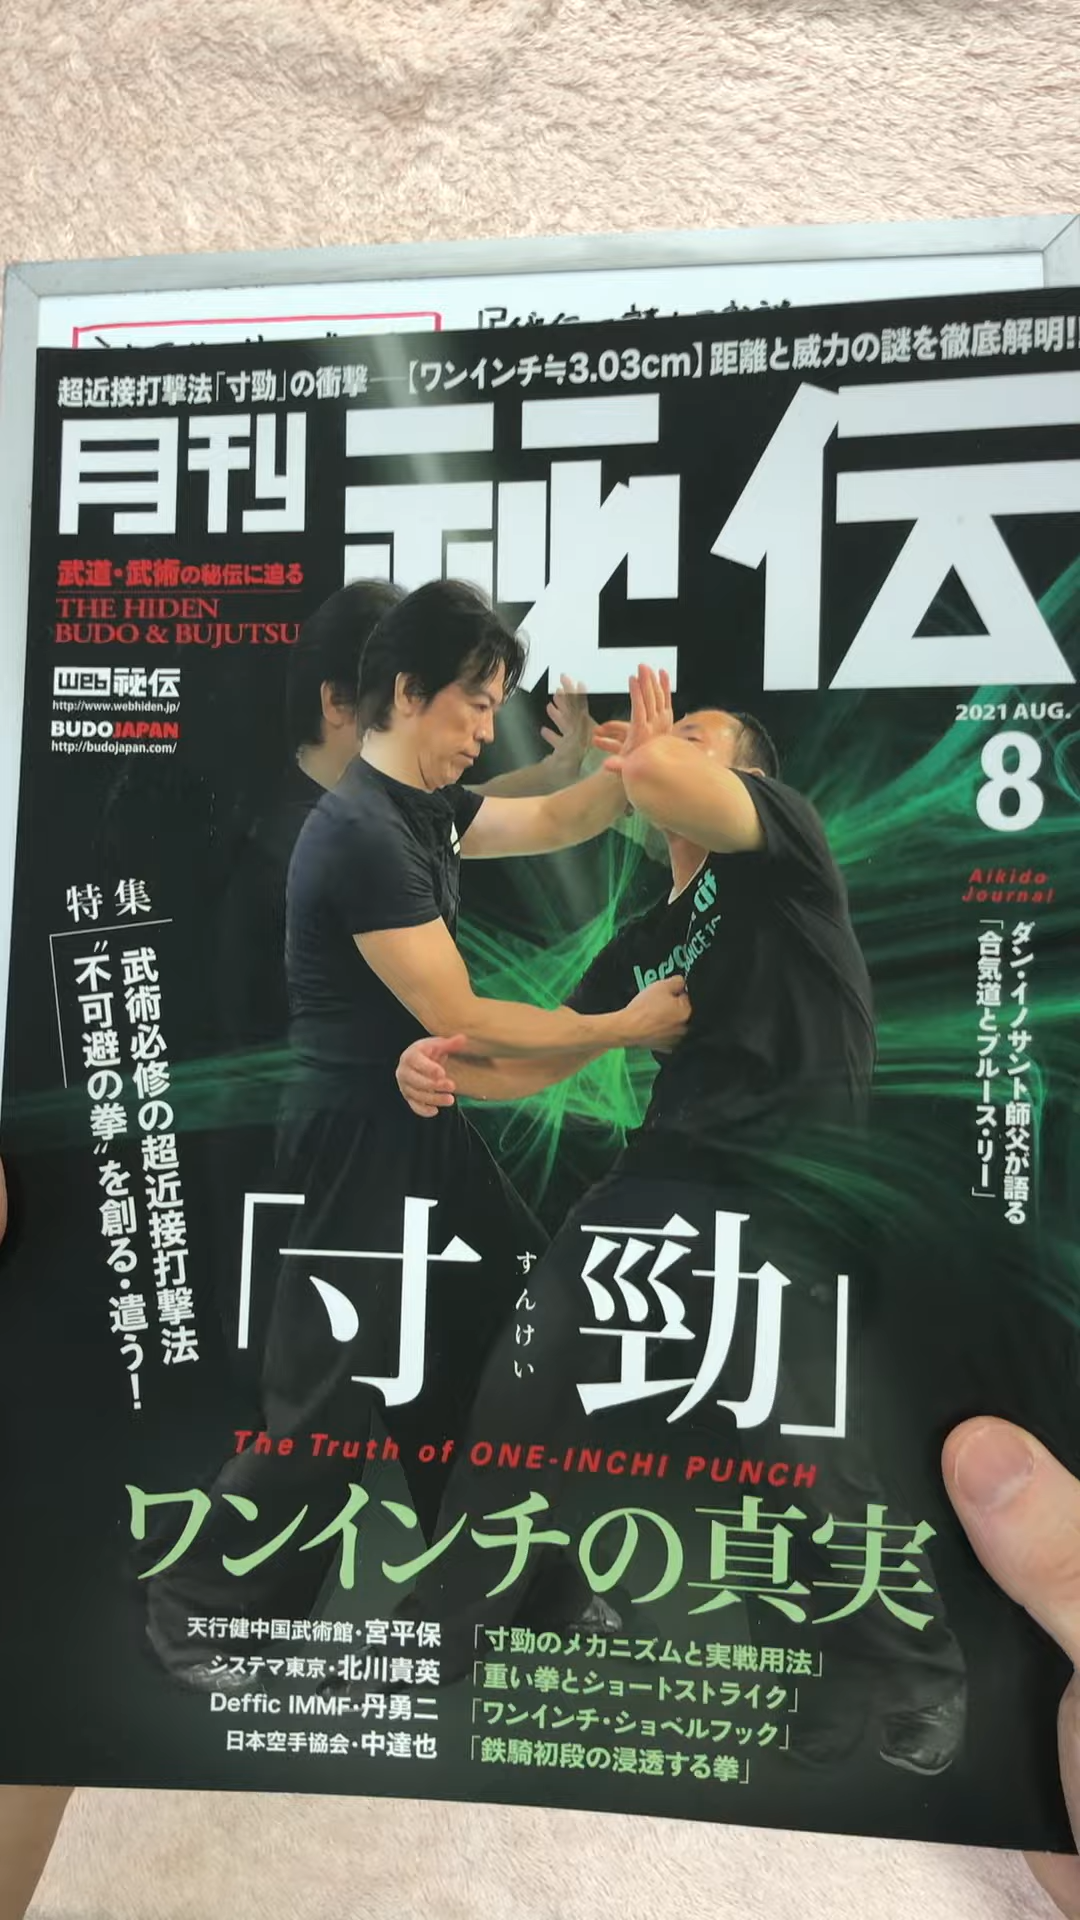 超近接打撃法「寸勁」の衝撃──【ワンインチ≒3.03cm】距離と威力の謎を徹底解明!!
月刊 秘伝
武道・武術の秘伝に迫る
THE HIDEN
BUDO & BUJUTSU
Web秘伝
http://www.webhiden.jp/
BUDOJAPAN
http://budojapan.com/
2021 AUG.
8
Aikido
Journal
ダン・イノサント師父が語る
「合気道とブルース・リー」
特集
武術必修の超近接打撃法
"不可避の拳"を創る・遣う!
「寸勁」
すんけい
The Truth of ONE-INCHI PUNCH
ワンインチの真実
天行健中国武術館・宮平保 「寸勁のメカニズムと実戦用法」
システマ東京・北川貴英 「重い拳とショートストライク」
Deffic IMMF・丹勇二 「ワンインチ・ショベルフック」
日本空手協会・中達也 「鉄騎初段の浸透する拳」